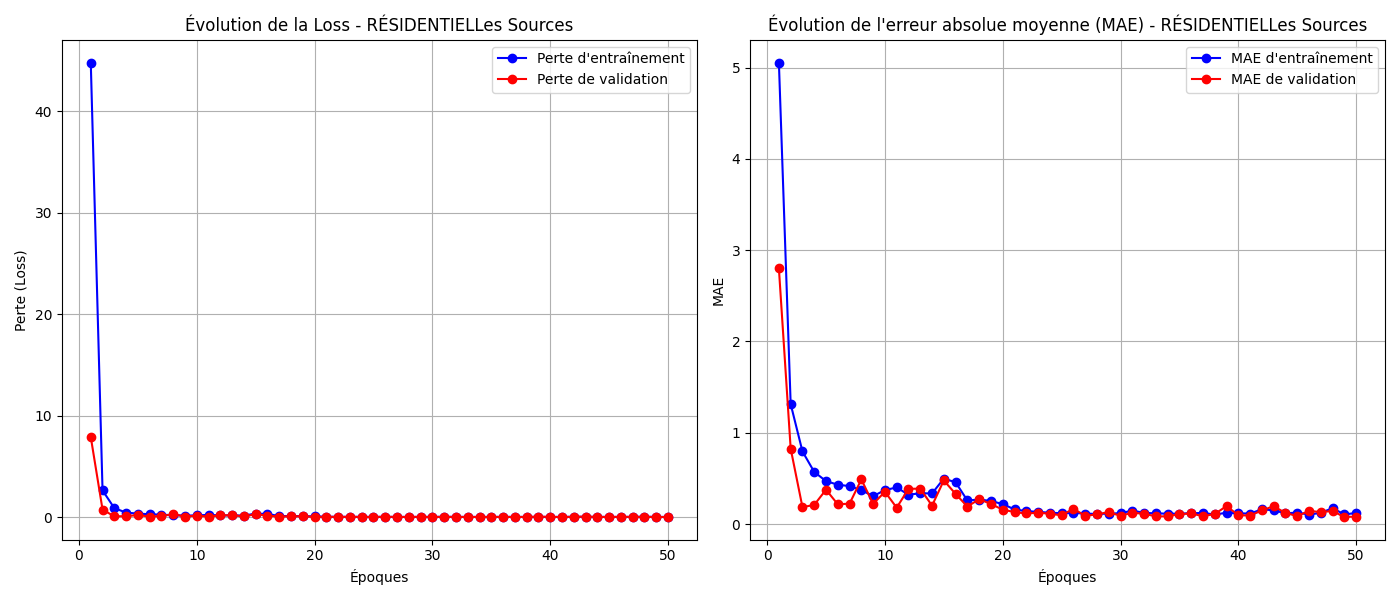 Évolution de la Loss - RÉSIDENTIELLes Sources
Perte d'entraînement
Perte de validation
40
30
20
10
0
Perte (Loss)
0 10 20 30 40 50
Époques
Évolution de l'erreur absolue moyenne (MAE) - RÉSIDENTIELLes Sources
MAE d'entraînement
MAE de validation
5
4
3
2
1
0
MAE
0 10 20 30 40 50
Époques